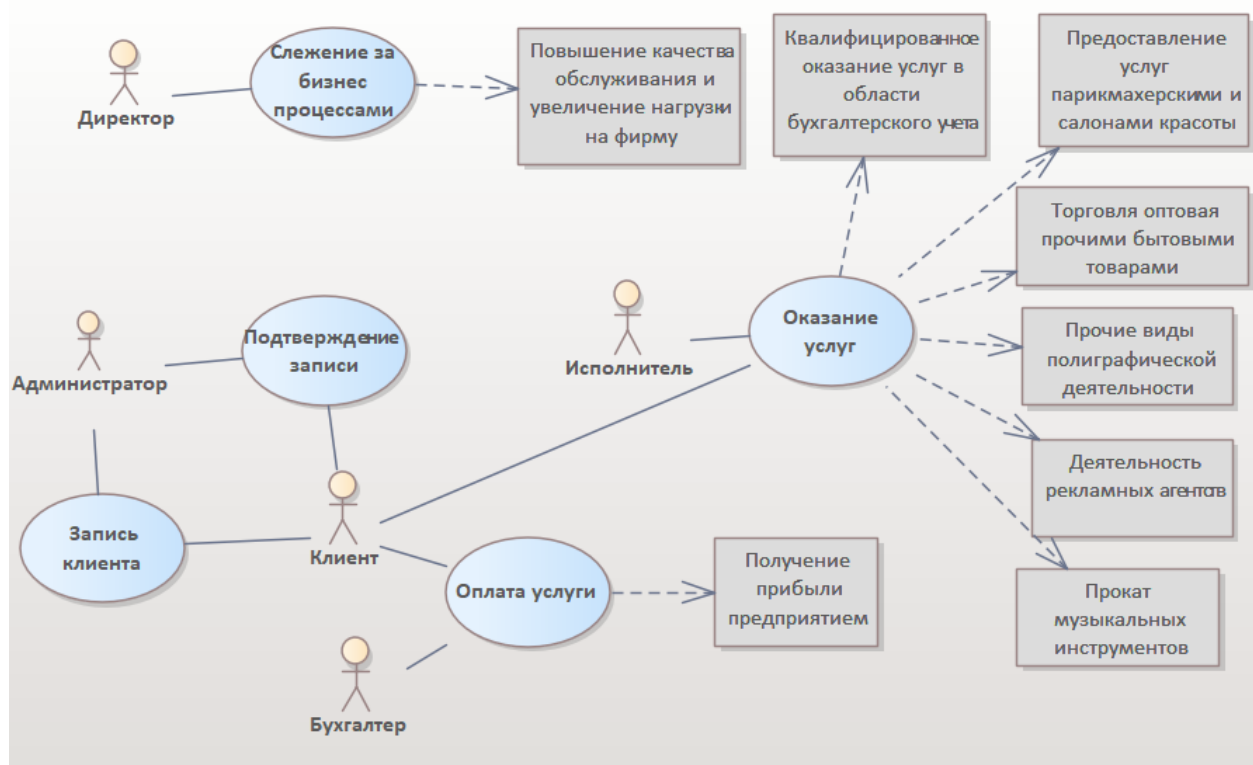 Директор
Слежение за
бизнес
процессами
Повышение качества
обслуживания и
увеличение нагрузки
на фирму
Квалифицированное
оказание услуг в
области
бухгалтерского учета
Предоставление
услуг
парикмахерскими и
салонами красоты
Торговля оптовая
прочими бытовыми
товарами
Администратор
Подтверждение
записи
Исполнитель
Оказание
услуг
Прочие виды
полиграфической
деятельности
Деятельность
рекламных агентств
Запись
клиента
Клиент
Оплата услуги
Получение
прибыли
предприятием
Прокат
музыкальных
инструментов
Бухгалтер